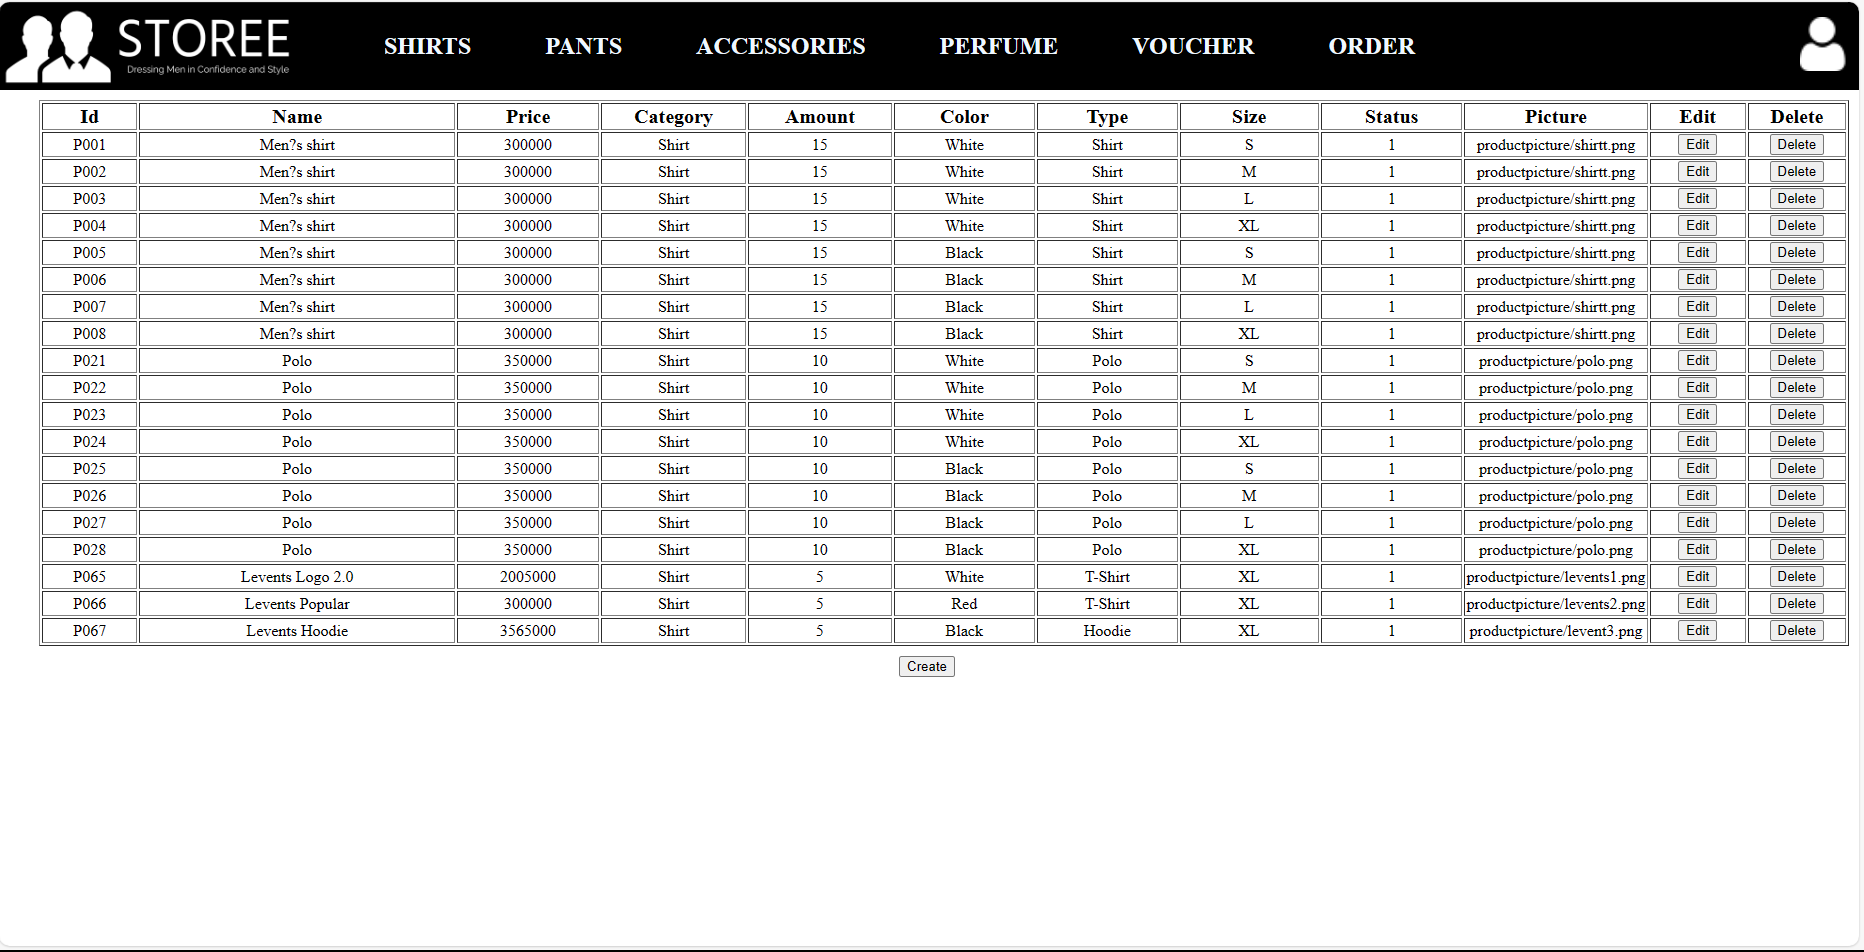 STOREE
Dressing Men in Confidence and Style
SHIRTS PANTS ACCESSORIES PERFUME VOUCHER ORDER
Id Name Price Category Amount Color Type Size Status Picture Edit Delete
P001 Men?s shirt 300000 Shirt 15 White Shirt S 1 productpicture/shirtt.png Edit Delete
P002 Men?s shirt 300000 Shirt 15 White Shirt M 1 productpicture/shirtt.png Edit Delete
P003 Men?s shirt 300000 Shirt 15 White Shirt L 1 productpicture/shirtt.png Edit Delete
P004 Men?s shirt 300000 Shirt 15 White Shirt XL 1 productpicture/shirtt.png Edit Delete
P005 Men?s shirt 300000 Shirt 15 Black Shirt S 1 productpicture/shirtt.png Edit Delete
P006 Men?s shirt 300000 Shirt 15 Black Shirt M 1 productpicture/shirtt.png Edit Delete
P007 Men?s shirt 300000 Shirt 15 Black Shirt L 1 productpicture/shirtt.png Edit Delete
P008 Men?s shirt 300000 Shirt 15 Black Shirt XL 1 productpicture/shirtt.png Edit Delete
P021 Polo 350000 Shirt 10 White Polo S 1 productpicture/polo.png Edit Delete
P022 Polo 350000 Shirt 10 White Polo M 1 productpicture/polo.png Edit Delete
P023 Polo 350000 Shirt 10 White Polo L 1 productpicture/polo.png Edit Delete
P024 Polo 350000 Shirt 10 White Polo XL 1 productpicture/polo.png Edit Delete
P025 Polo 350000 Shirt 10 Black Polo S 1 productpicture/polo.png Edit Delete
P026 Polo 350000 Shirt 10 Black Polo M 1 productpicture/polo.png Edit Delete
P027 Polo 350000 Shirt 10 Black Polo L 1 productpicture/polo.png Edit Delete
P028 Polo 350000 Shirt 10 Black Polo XL 1 productpicture/polo.png Edit Delete
P065 Levents Logo 2.0 2005000 Shirt 5 White T-Shirt XL 1 productpicture/levents1.png Edit Delete
P066 Levents Popular 300000 Shirt 5 Red T-Shirt XL 1 productpicture/levents2.png Edit Delete
P067 Levents Hoodie 3565000 Shirt 5 Black Hoodie XL 1 productpicture/levent3.png Edit Delete
Create